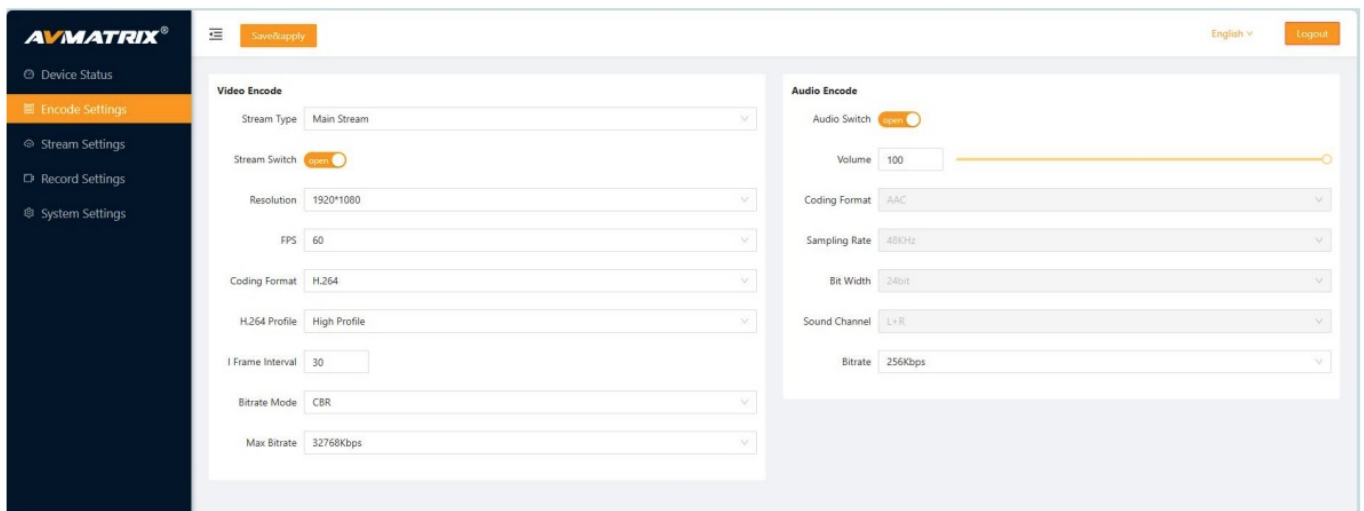 AVMATRIX®
Save&apply
English
Logout
Device Status
Encode Settings
Stream Settings
Record Settings
System Settings
Video Encode
Stream Type Main Stream
Stream Switch open
Resolution 1920*1080
FPS 60
Coding Format H.264
H.264 Profile High Profile
I Frame Interval 30
Bitrate Mode CBR
Max Bitrate 32768Kbps
Audio Encode
Audio Switch open
Volume 100
Coding Format AAC
Sampling Rate 48KHz
Bit Width 24bit
Sound Channel L+R
Bitrate 256Kbps